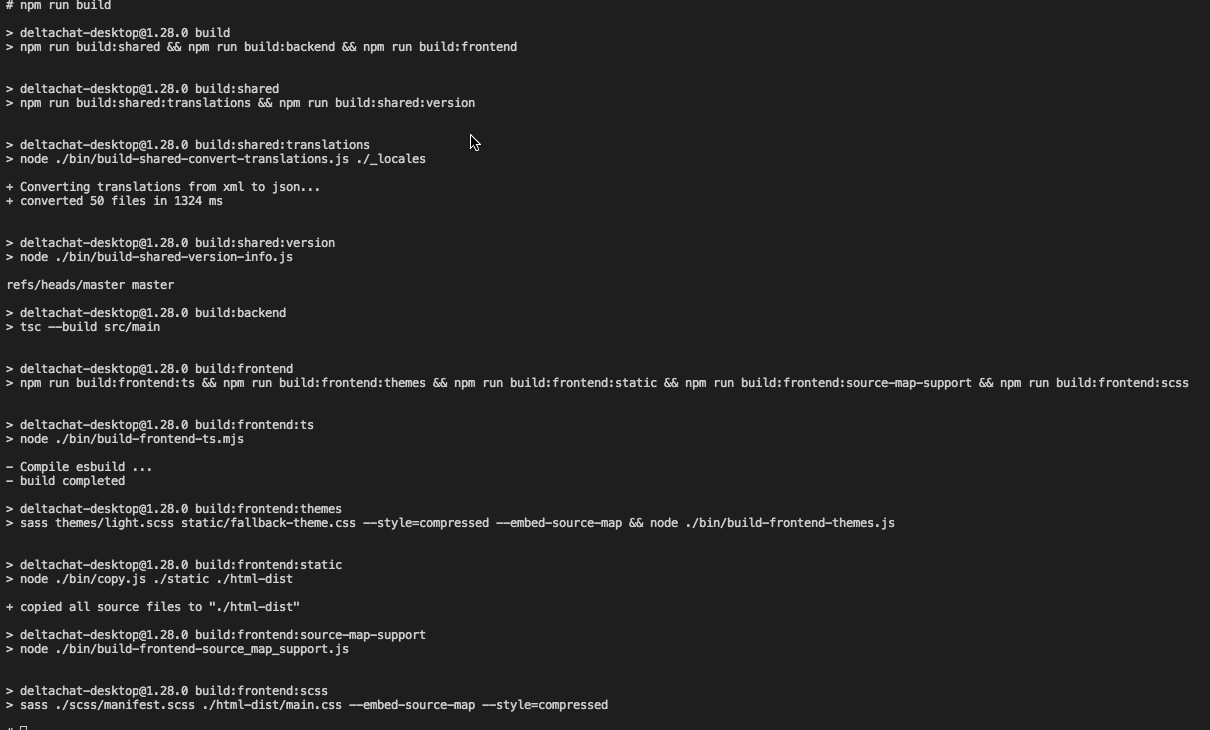 # npm run build
> deltachat-desktop@1.28.0 build
> npm run build:shared && npm run build:backend && npm run build:frontend
> deltachat-desktop@1.28.0 build:shared
> npm run build:shared:translations && npm run build:shared:version
> deltachat-desktop@1.28.0 build:shared:translations
> node ./bin/build-shared-convert-translations.js ./_locales
+ Converting translations from xml to json...
+ converted 50 files in 1324 ms
> deltachat-desktop@1.28.0 build:shared:version
> node ./bin/build-shared-version-info.js
refs/heads/master master
> deltachat-desktop@1.28.0 build:backend
> tsc --build src/main
> deltachat-desktop@1.28.0 build:frontend
> npm run build:frontend:ts && npm run build:frontend:themes && npm run build:frontend:static && npm run build:frontend:source-map-support && npm run build:frontend:scss
> deltachat-desktop@1.28.0 build:frontend:ts
> node ./bin/build-frontend-ts.mjs
- Compile esbuild ...
- build completed
> deltachat-desktop@1.28.0 build:frontend:themes
> sass themes/light.scss static/fallback-theme.css --style=compressed --embed-source-map && node ./bin/build-frontend-themes.js
> deltachat-desktop@1.28.0 build:frontend:static
> node ./bin/copy.js ./static ./html-dist
+ copied all source files to "./html-dist"
> deltachat-desktop@1.28.0 build:frontend:source-map-support
> node ./bin/build-frontend-source_map_support.js
> deltachat-desktop@1.28.0 build:frontend:scss
> sass ./scss/manifest.scss ./html-dist/main.css --embed-source-map --style=compressed
#